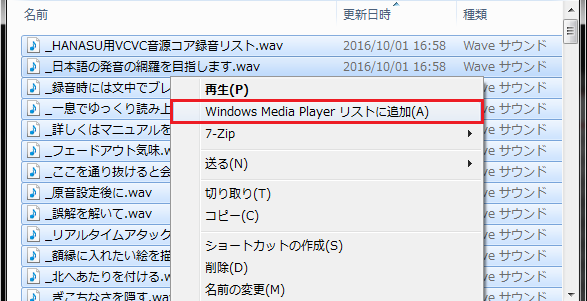 名前 更新日時 種類
_HANASU用VCVC音源コア録音リスト.wav 2016/10/01 16:58 Wave サウンド
_日本語の発音の網羅を目指します.wav 2016/10/01 16:58 Wave サウンド
_録音時には文中でブレ Wave サウンド
_一息でゆっくり読み上 Wave サウンド
_詳しくはマニュアルを Wave サウンド
_フェードアウト気味.w Wave サウンド
_ここを通り抜けると会 Wave サウンド
_原音設定後に.wav Wave サウンド
_誤解を解いて.wav Wave サウンド
_リアルタイムアタック Wave サウンド
_額縁に入れたい絵を描 Wave サウンド
_北へあたりを付ける.wa Wave サウンド
_ぎこちなさを隠す.wav Wave サウンド
再生(P)
Windows Media Player リストに追加(A)
7-Zip
送る(N)
切り取り(T)
コピー(C)
ショートカットの作成(S)
削除(D)
名前の変更(M)